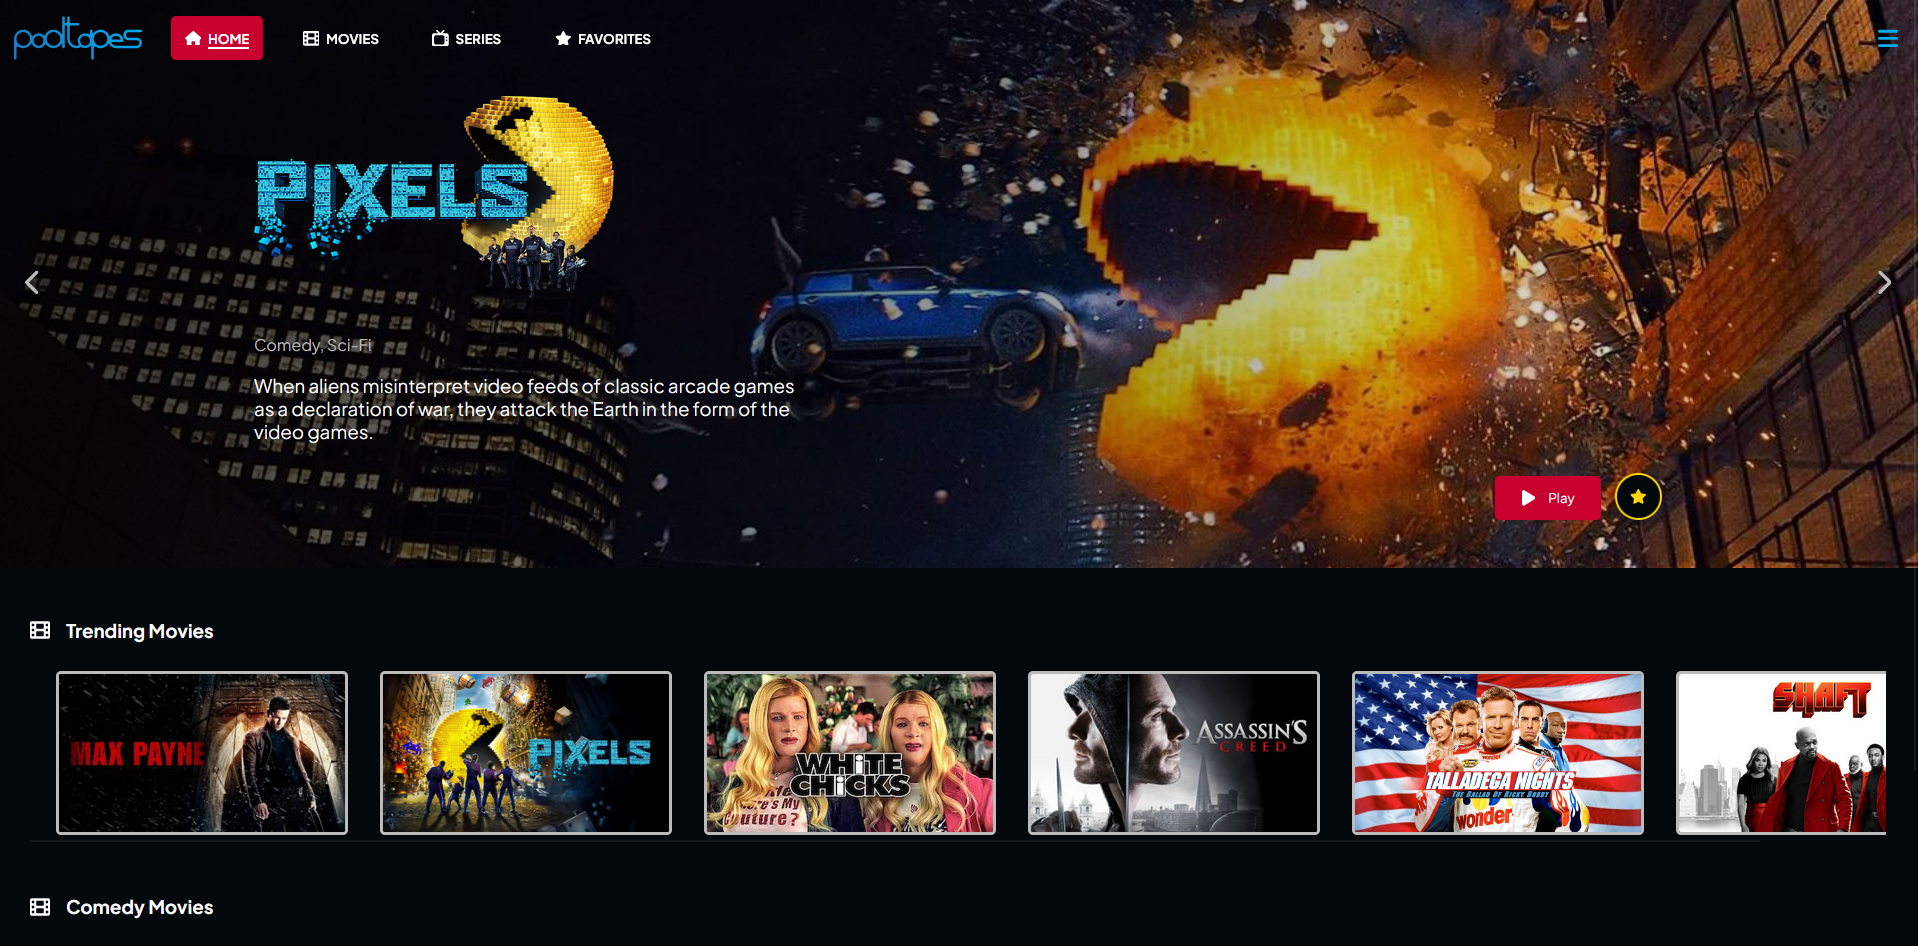 pooltapes
HOME
MOVIES
SERIES
FAVORITES
PIXELS
Comedy, Sci-Fi
When aliens misinterpret video feeds of classic arcade games
as a declaration of war, they attack the Earth in the form of the
video games.
Play
Trending Movies
MAX PAYNE
PIXELS
WHITE
CHiCKS
ASSASSIN'S
CREED
TALLADEGA NIGHTS
THE BALLAD OF RICKY BOBBY
wonder
SHAFT
Comedy Movies